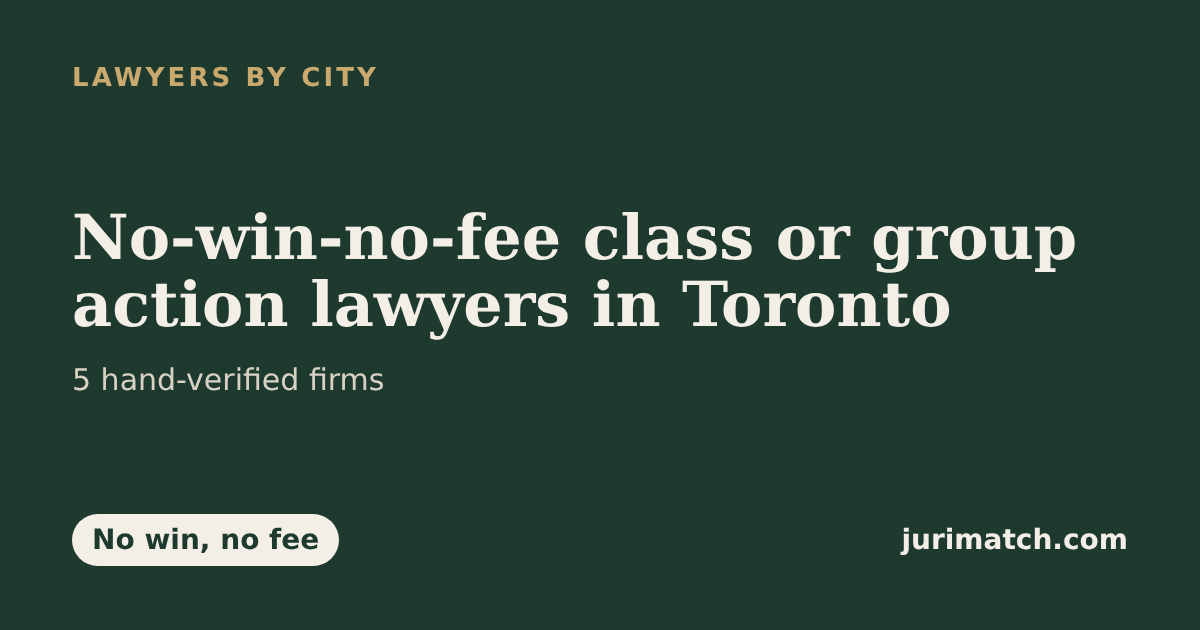 LAWYERS BY CITY
No-win-no-fee class or group
action lawyers in Toronto
5 hand-verified firms
No win, no fee
jurimatch.com